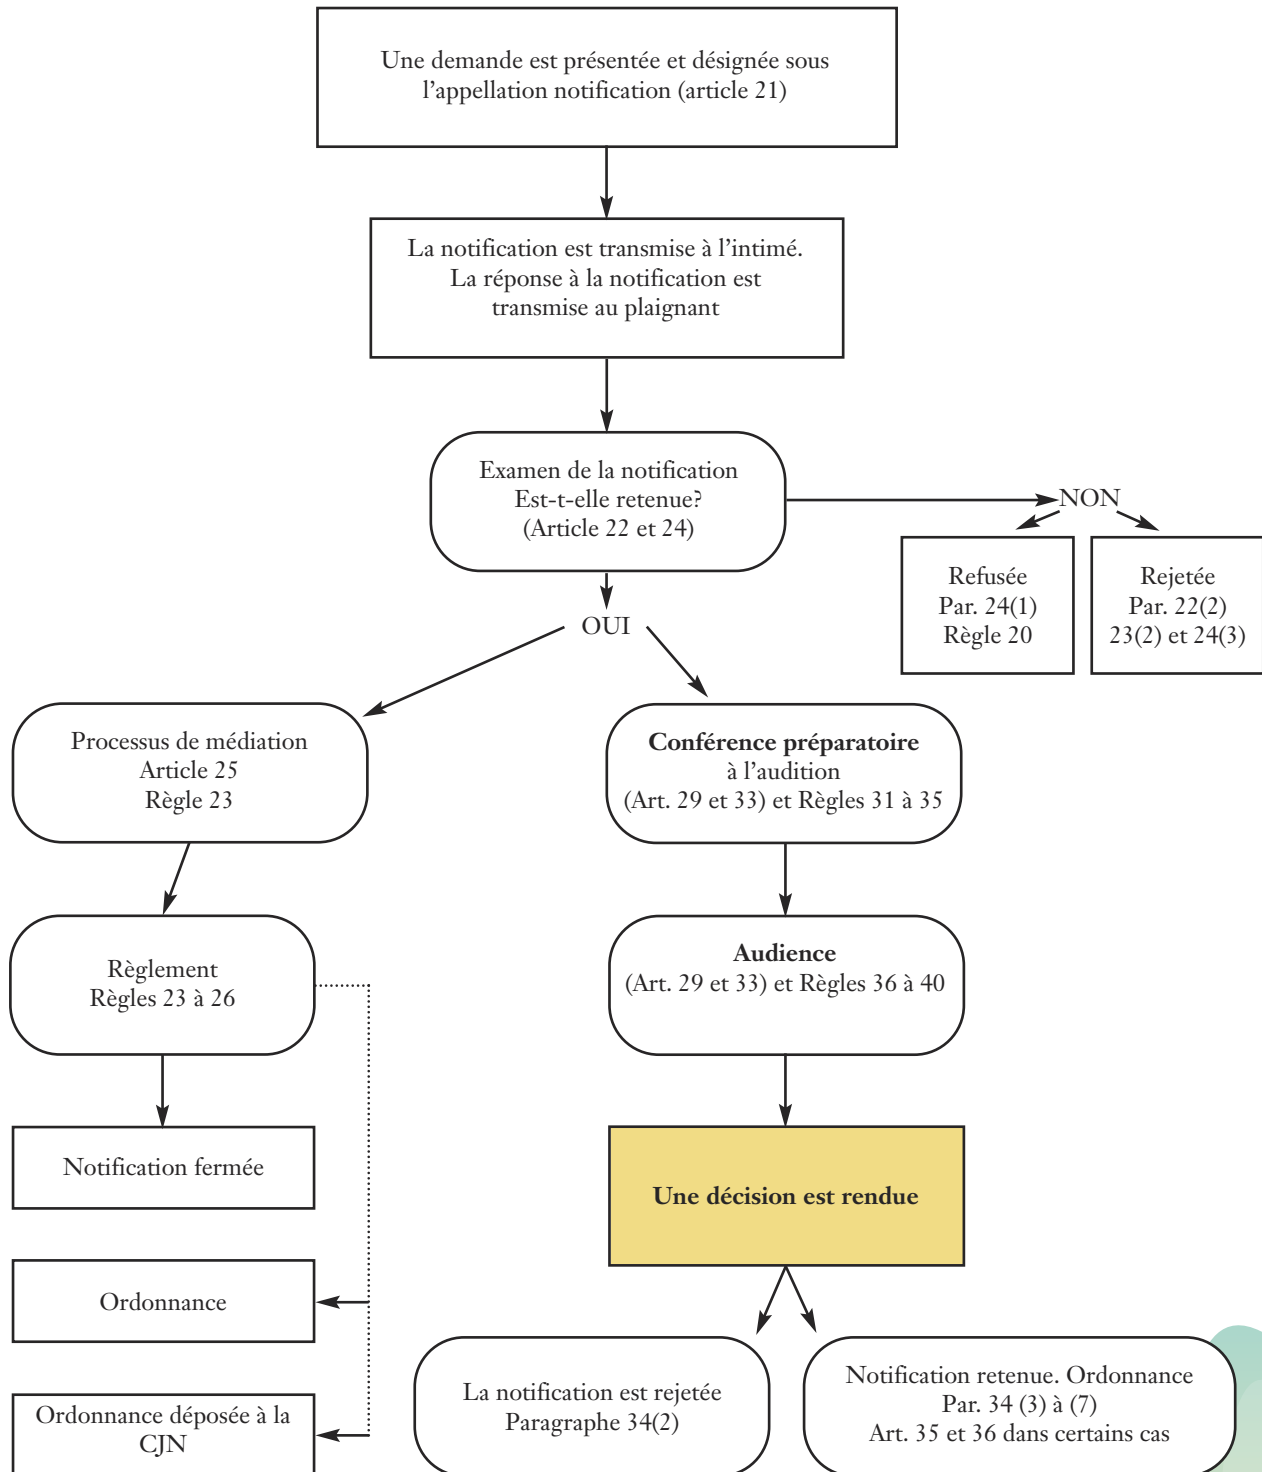 Une demande est présentée et désignée sous
l’appellation notification (article 21)
La notification est transmise à l’intimé.
La réponse à la notification est
transmise au plaignant
Examen de la notification
Est-t-elle retenue?
(Article 22 et 24)
NON
Refusée
Par. 24(1)
Règle 20
Rejetée
Par. 22(2)
23(2) et 24(3)
OUI
Processus de médiation
Article 25
Règle 23
Conférence préparatoire
à l’audition
(Art. 29 et 33) et Règles 31 à 35
Règlement
Règles 23 à 26
Audience
(Art. 29 et 33) et Règles 36 à 40
Notification fermée
Une décision est rendue
Ordonnance
Ordonnance déposée à la
CJN
La notification est rejetée
Paragraphe 34(2)
Notification retenue. Ordonnance
Par. 34 (3) à (7)
Art. 35 et 36 dans certains cas